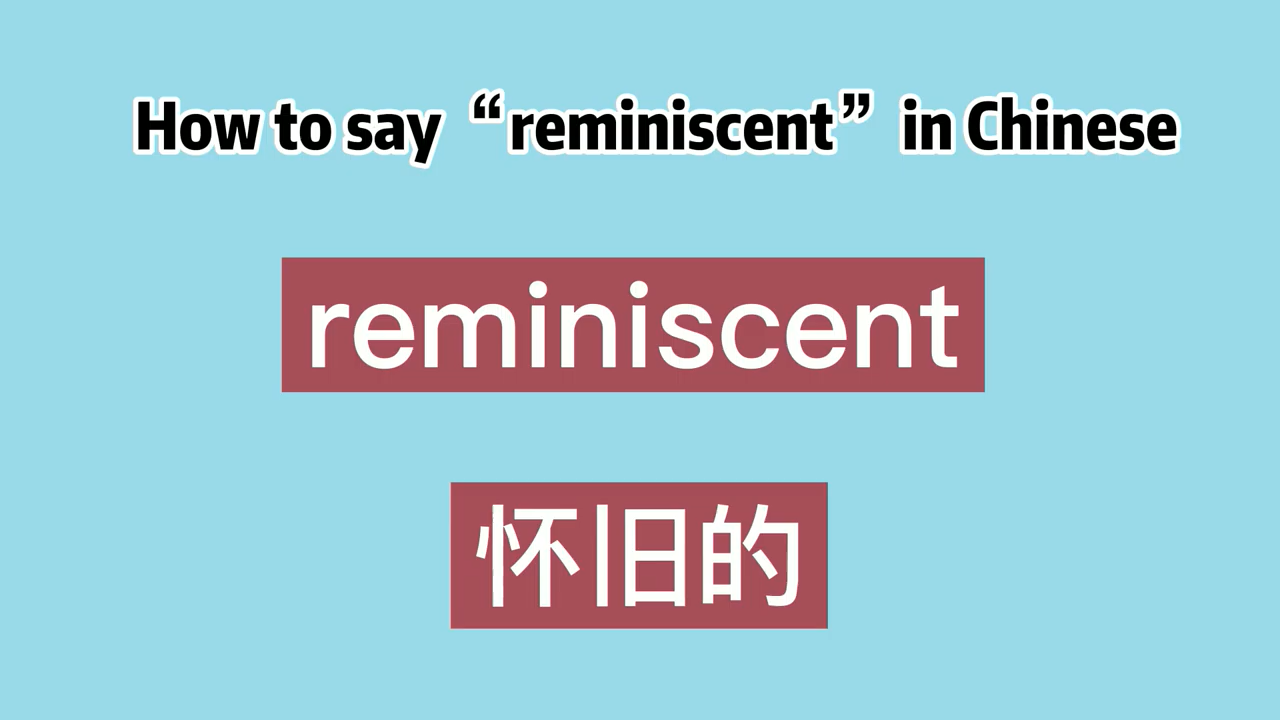 How to say “reminiscent” in Chinese
reminiscent
怀旧的